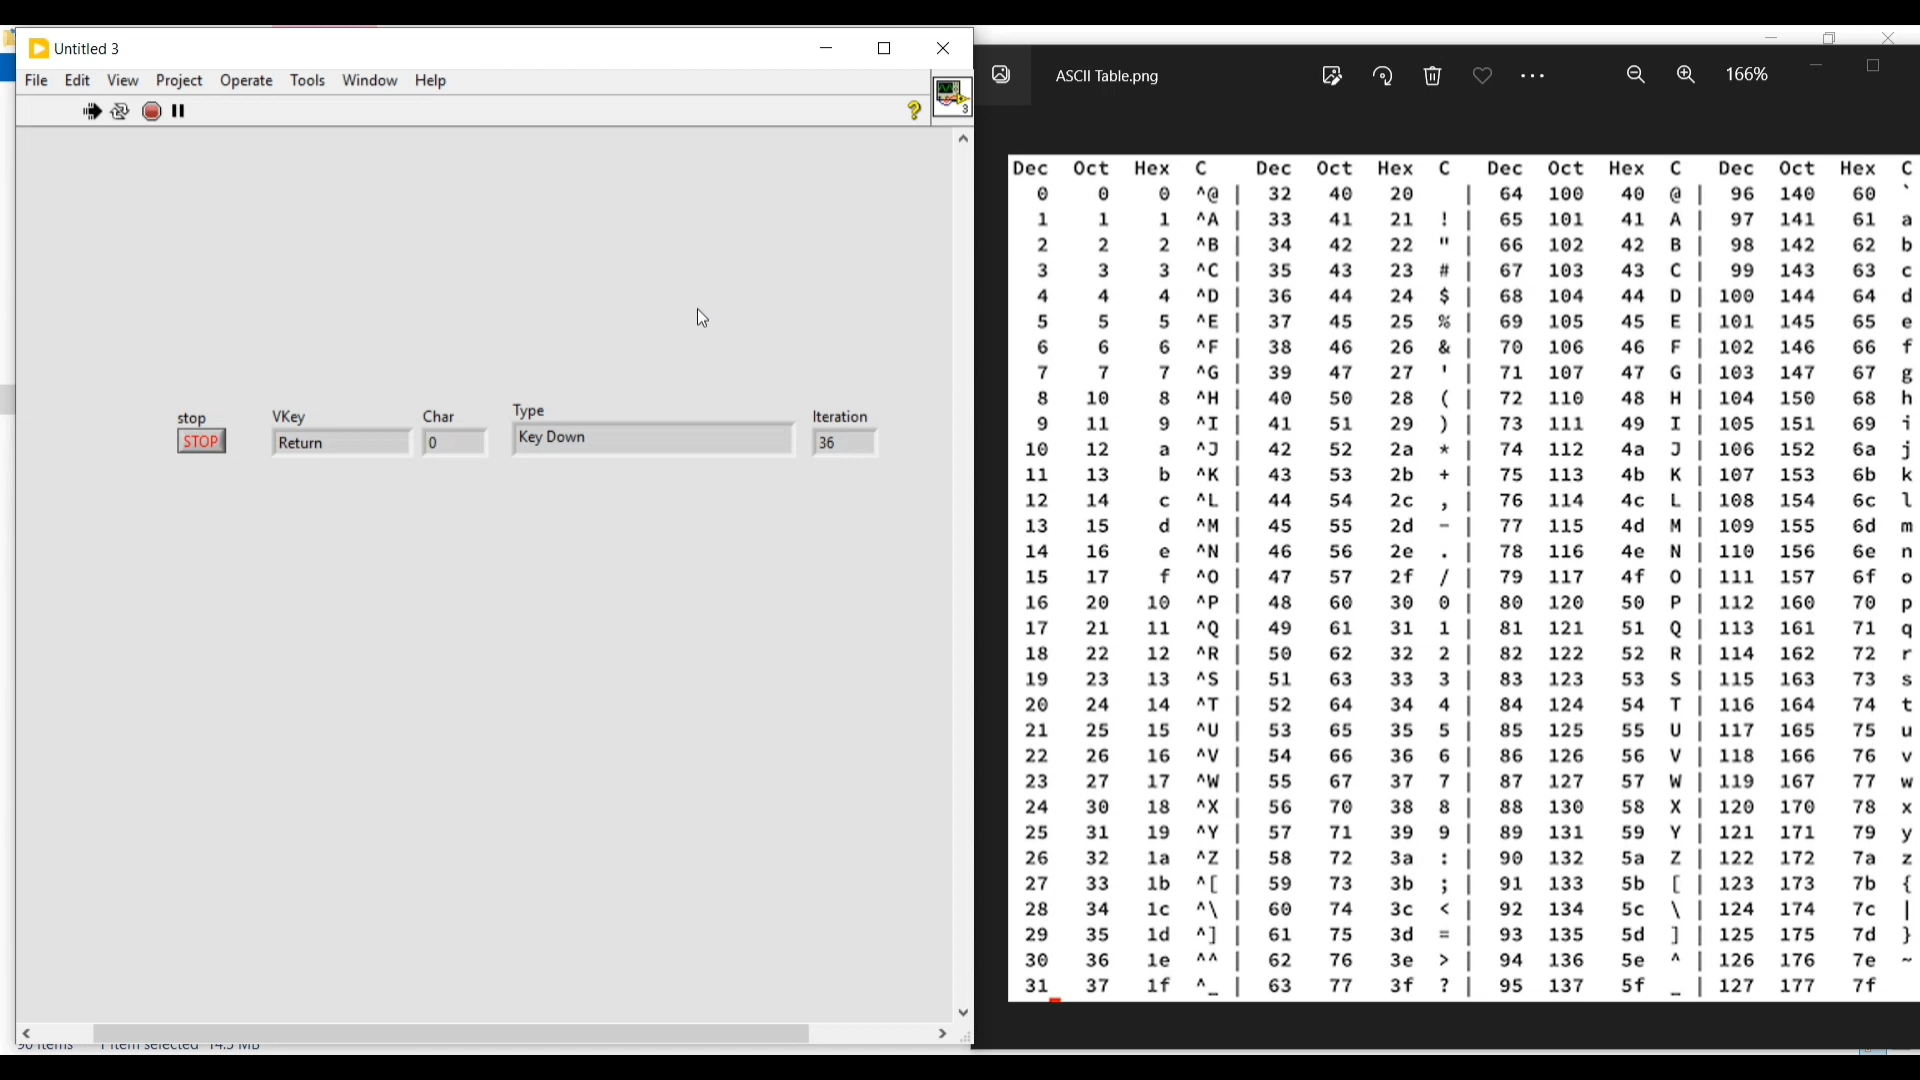 Untitled 3
File Edit View Project Operate Tools Window Help
3
stop
STOP
VKey
Return
Char
0
Type
Key Down
Iteration
36
ASCII Table.png
166%
Dec Oct Hex C Dec Oct Hex C Dec Oct Hex C Dec Oct Hex C
0 0 0 ^@ | 32 40 20 | 64 100 40 @ | 96 140 60 `
1 1 1 ^A | 33 41 21 ! | 65 101 41 A | 97 141 61 a
2 2 2 ^B | 34 42 22 " | 66 102 42 B | 98 142 62 b
3 3 3 ^C | 35 43 23 # | 67 103 43 C | 99 143 63 c
4 4 4 ^D | 36 44 24 $ | 68 104 44 D | 100 144 64 d
5 5 5 ^E | 37 45 25 % | 69 105 45 E | 101 145 65 e
6 6 6 ^F | 38 46 26 & | 70 106 46 F | 102 146 66 f
7 7 7 ^G | 39 47 27 ' | 71 107 47 G | 103 147 67 g
8 10 8 ^H | 40 50 28 ( | 72 110 48 H | 104 150 68 h
9 11 9 ^I | 41 51 29 ) | 73 111 49 I | 105 151 69 i
10 12 a ^J | 42 52 2a * | 74 112 4a J | 106 152 6a j
11 13 b ^K | 43 53 2b + | 75 113 4b K | 107 153 6b k
12 14 c ^L | 44 54 2c , | 76 114 4c L | 108 154 6c l
13 15 d ^M | 45 55 2d - | 77 115 4d M | 109 155 6d m
14 16 e ^N | 46 56 2e . | 78 116 4e N | 110 156 6e n
15 17 f ^O | 47 57 2f / | 79 117 4f O | 111 157 6f o
16 20 10 ^P | 48 60 30 0 | 80 120 50 P | 112 160 70 p
17 21 11 ^Q | 49 61 31 1 | 81 121 51 Q | 113 161 71 q
18 22 12 ^R | 50 62 32 2 | 82 122 52 R | 114 162 72 r
19 23 13 ^S | 51 63 33 3 | 83 123 53 S | 115 163 73 s
20 24 14 ^T | 52 64 34 4 | 84 124 54 T | 116 164 74 t
21 25 15 ^U | 53 65 35 5 | 85 125 55 U | 117 165 75 u
22 26 16 ^V | 54 66 36 6 | 86 126 56 V | 118 166 76 v
23 27 17 ^W | 55 67 37 7 | 87 127 57 W | 119 167 77 w
24 30 18 ^X | 56 70 38 8 | 88 130 58 X | 120 170 78 x
25 31 19 ^Y | 57 71 39 9 | 89 131 59 Y | 121 171 79 y
26 32 1a ^Z | 58 72 3a : | 90 132 5a Z | 122 172 7a z
27 33 1b ^[ | 59 73 3b ; | 91 133 5b [ | 123 173 7b {
28 34 1c ^\ | 60 74 3c < | 92 134 5c \ | 124 174 7c |
29 35 1d ^] | 61 75 3d = | 93 135 5d ] | 125 175 7d }
30 36 1e ^^ | 62 76 3e > | 94 136 5e ^ | 126 176 7e ~
31 37 1f ^_ | 63 77 3f ? | 95 137 5f _ | 127 177 7f
90 items 1 item selected 14.5 MB